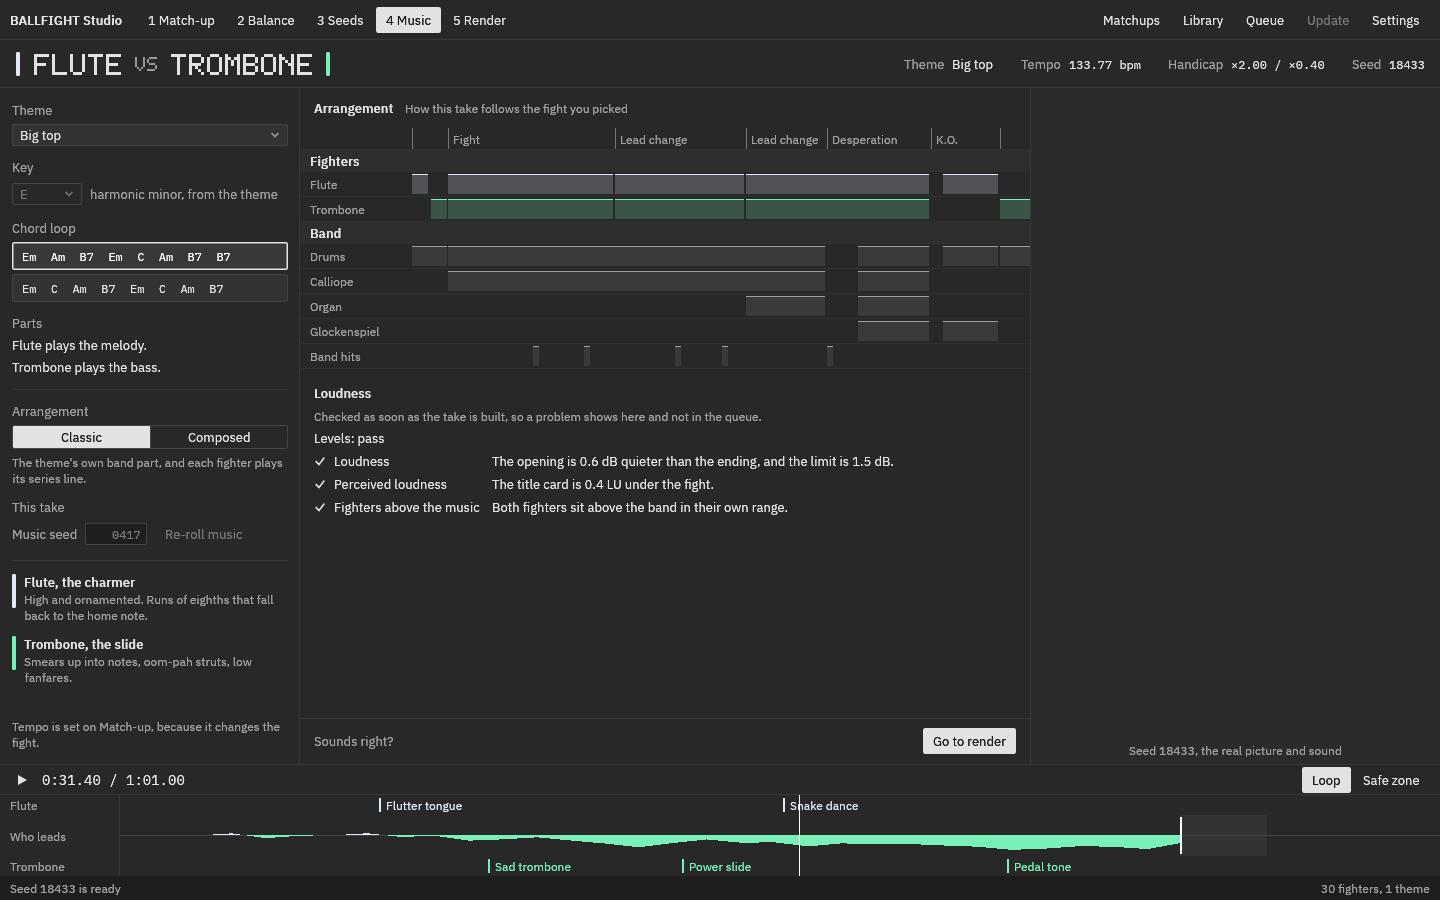 BALLFIGHT Studio 1 Match-up 2 Balance 3 Seeds 4 Music 5 Render Matchups Library Queue Update Settings
FLUTE VS TROMBONE Theme Big top Tempo 133.77 bpm Handicap ×2.00 / ×0.40 Seed 18433
Theme
Big top
Key
E harmonic minor, from the theme
Chord loop
Em Am B7 Em C Am B7 B7
Em C Am B7 Em C Am B7
Parts
Flute plays the melody.
Trombone plays the bass.
Arrangement
Classic Composed
The theme's own band part, and each fighter plays
its series line.
This take
Music seed 0417 Re-roll music
Flute, the charmer
High and ornamented. Runs of eighths that fall
back to the home note.
Trombone, the slide
Smears up into notes, oom-pah struts, low
fanfares.
Tempo is set on Match-up, because it changes the
fight.
Arrangement How this take follows the fight you picked
Fight Lead change Lead change Desperation K.O.
Fighters
Flute
Trombone
Band
Drums
Calliope
Organ
Glockenspiel
Band hits
Loudness
Checked as soon as the take is built, so a problem shows here and not in the queue.
Levels: pass
Loudness The opening is 0.6 dB quieter than the ending, and the limit is 1.5 dB.
Perceived loudness The title card is 0.4 LU under the fight.
Fighters above the music Both fighters sit above the band in their own range.
Sounds right? Go to render
Seed 18433, the real picture and sound
0:31.40 / 1:01.00 Loop Safe zone
Flute Flutter tongue Snake dance
Who leads
Trombone Sad trombone Power slide Pedal tone
Seed 18433 is ready 30 fighters, 1 theme